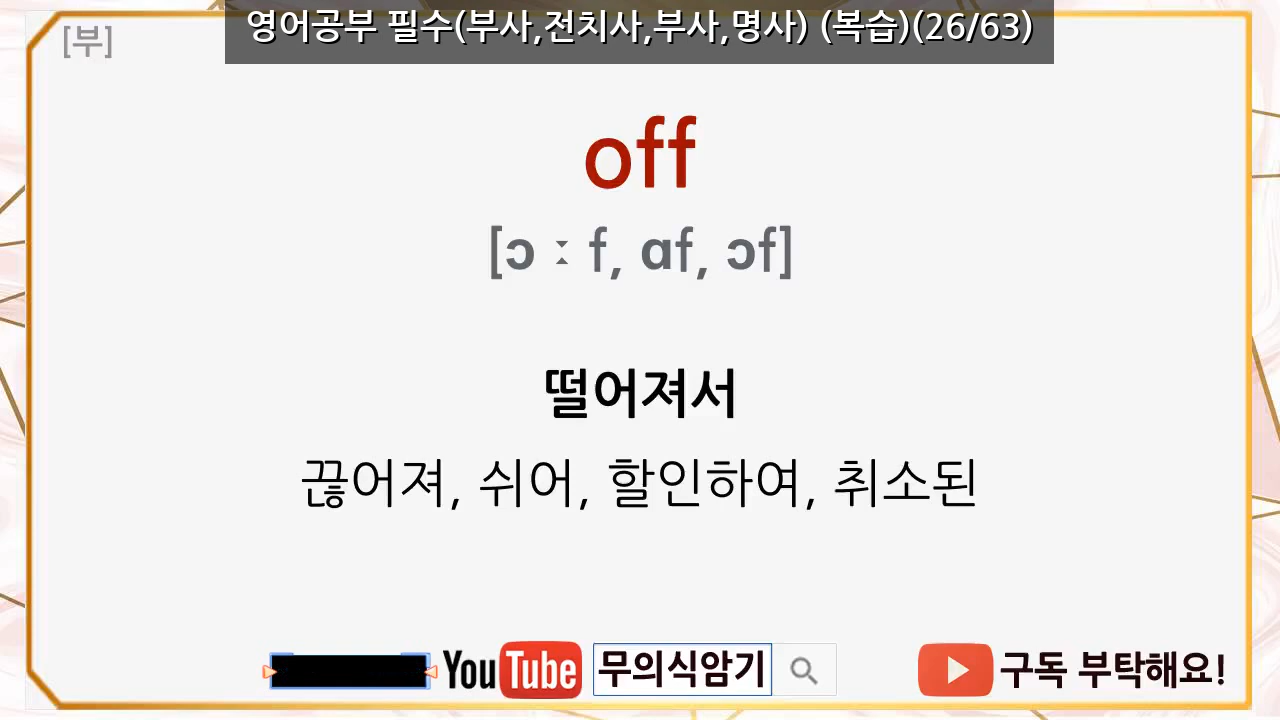 영어공부 필수(부사,전치사,부사,명사) (복습)(26/63)
[부]
off
[ɔːf, ɑf, ɔf]
떨어져서
끊어져, 쉬어, 할인하여, 취소된
YouTube 무의식암기 구독 부탁해요!